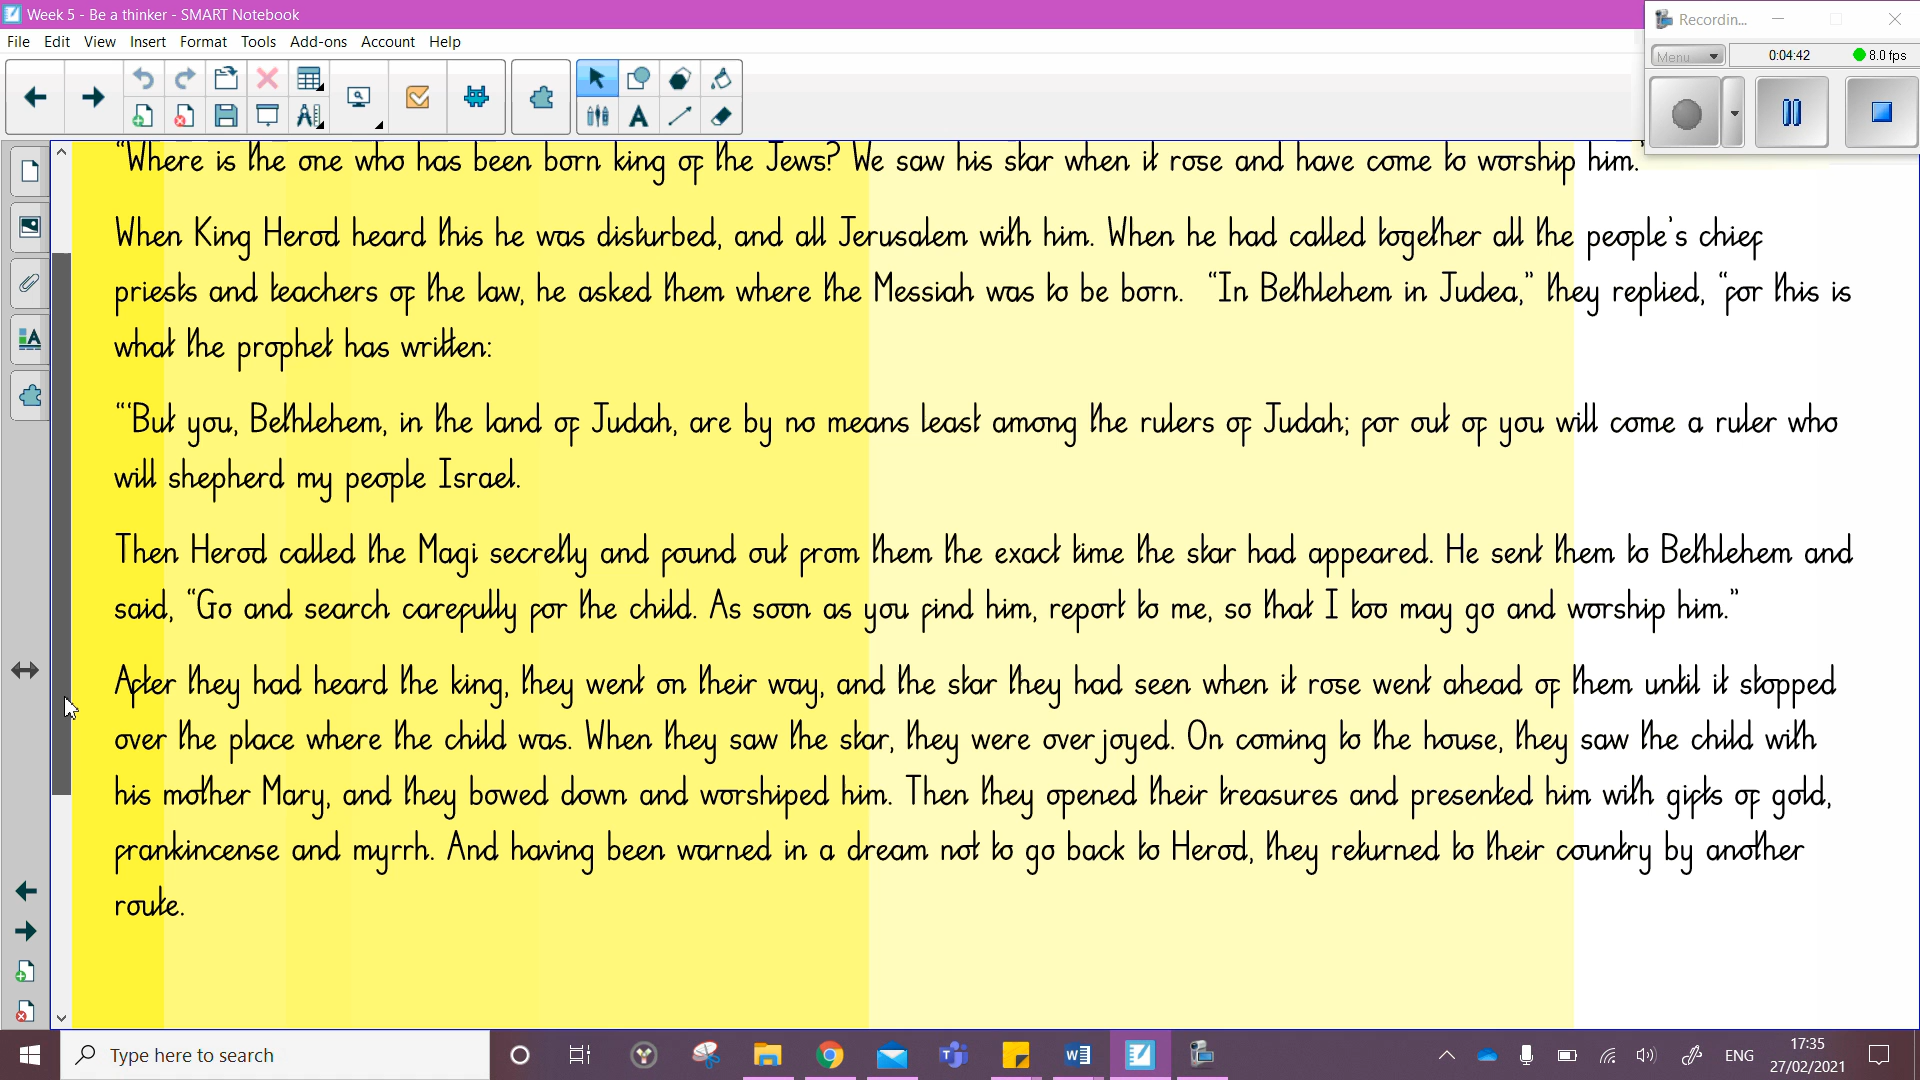 Week 5 - Be a thinker - SMART Notebook
Recordin...
File Edit View Insert Format Tools Add-ons Account Help
Menu 0:04:42 8.0 fps
“Where is the one who has been born king of the Jews? We saw his star when it rose and have come to worship him.”
When King Herod heard this he was disturbed, and all Jerusalem with him. When he had called together all the people’s chief
priests and teachers of the law, he asked them where the Messiah was to be born. “In Bethlehem in Judea,” they replied, “for this is
what the prophet has written:
“‘But you, Bethlehem, in the land of Judah, are by no means least among the rulers of Judah; for out of you will come a ruler who
will shepherd my people Israel.
Then Herod called the Magi secretly and found out from them the exact time the star had appeared. He sent them to Bethlehem and
said, “Go and search carefully for the child. As soon as you find him, report to me, so that I too may go and worship him.”
After they had heard the king, they went on their way, and the star they had seen when it rose went ahead of them until it stopped
over the place where the child was. When they saw the star, they were overjoyed. On coming to the house, they saw the child with
his mother Mary, and they bowed down and worshiped him. Then they opened their treasures and presented him with gifts of gold,
frankincense and myrrh. And having been warned in a dream not to go back to Herod, they returned to their country by another
route.
Type here to search
ENG
17:35
27/02/2021